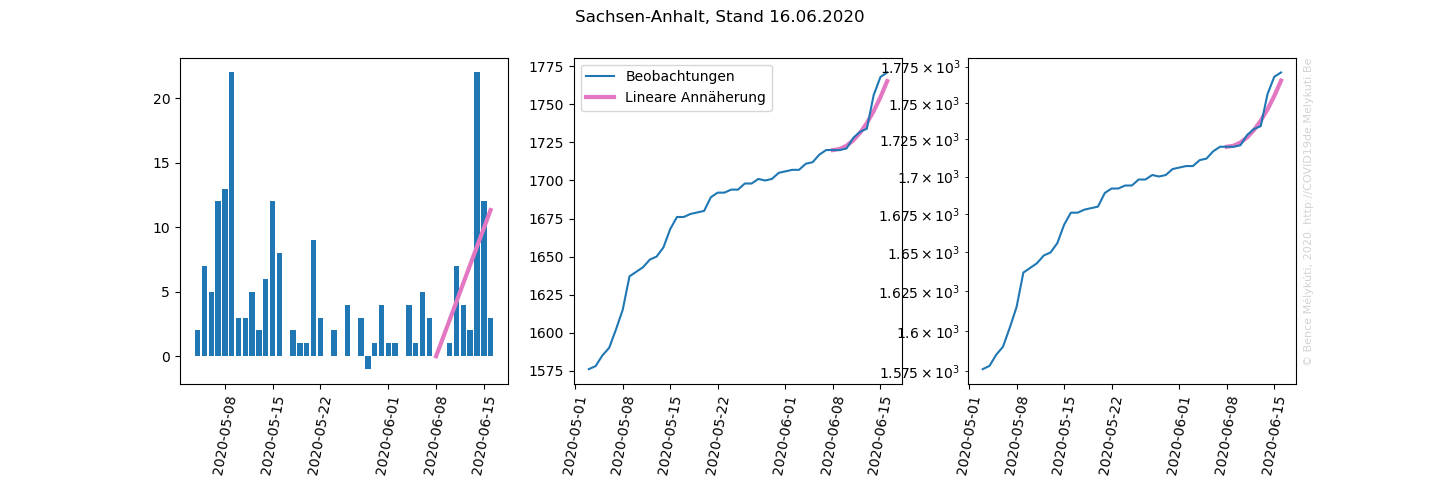 Sachsen-Anhalt, Stand 16.06.2020
20
15
10
5
0
2020-05-08
2020-05-15
2020-05-22
2020-06-01
2020-06-08
2020-06-15
1775
1750
1725
1700
1675
1650
1625
1600
1575
Beobachtungen
Lineare Annäherung
2020-05-01
2020-05-08
2020-05-15
2020-05-22
2020-06-01
2020-06-08
2020-06-15
1.775 × 10³
1.75 × 10³
1.725 × 10³
1.7 × 10³
1.675 × 10³
1.65 × 10³
1.625 × 10³
1.6 × 10³
1.575 × 10³
2020-05-01
2020-05-08
2020-05-15
2020-05-22
2020-06-01
2020-06-08
2020-06-15
© Bence Mélykúti, 2020. http://COVID19de.Melykuti.Be